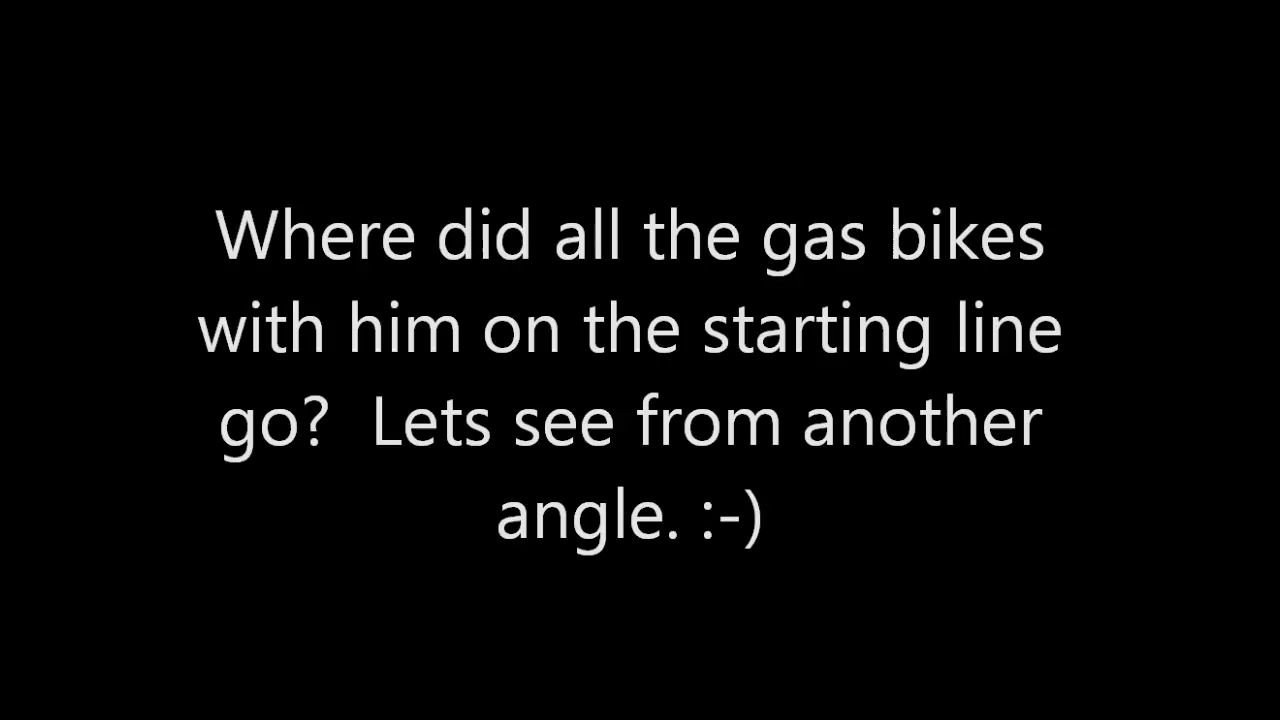 Where did all the gas bikes
with him on the starting line
go?  Lets see from another
angle. :-)